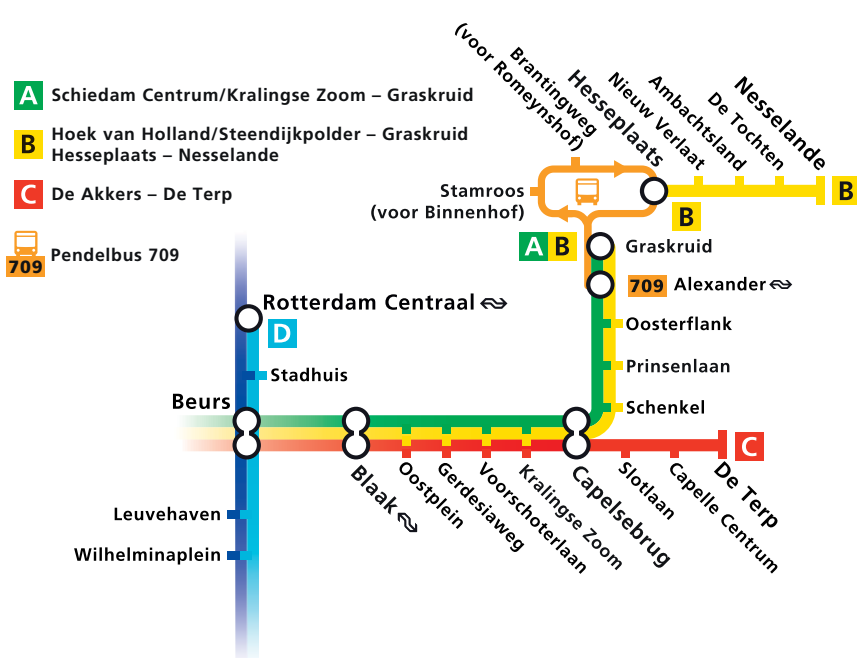 A Schiedam Centrum/Kralingse Zoom – Graskruid
B Hoek van Holland/Steendijkpolder – Graskruid
Hesseplaats – Nesselande
C De Akkers – De Terp
709 Pendelbus 709
Brantingweg
(voor Romeynshof)
Hesseplaats
Nieuw Verlaat
Ambachtsland
De Tochten
Nesselande
B
B
Stamroos
(voor Binnenhof)
A B
Graskruid
709 Alexander
Oosterflank
Prinsenlaan
Schenkel
Rotterdam Centraal
D
Stadhuis
Beurs
C
Blaak
Oostplein
Gerdesiaweg
Voorschoterlaan
Kralingse Zoom
Capelsebrug
Slotlaan
Capelle Centrum
De Terp
Leuvehaven
Wilhelminaplein